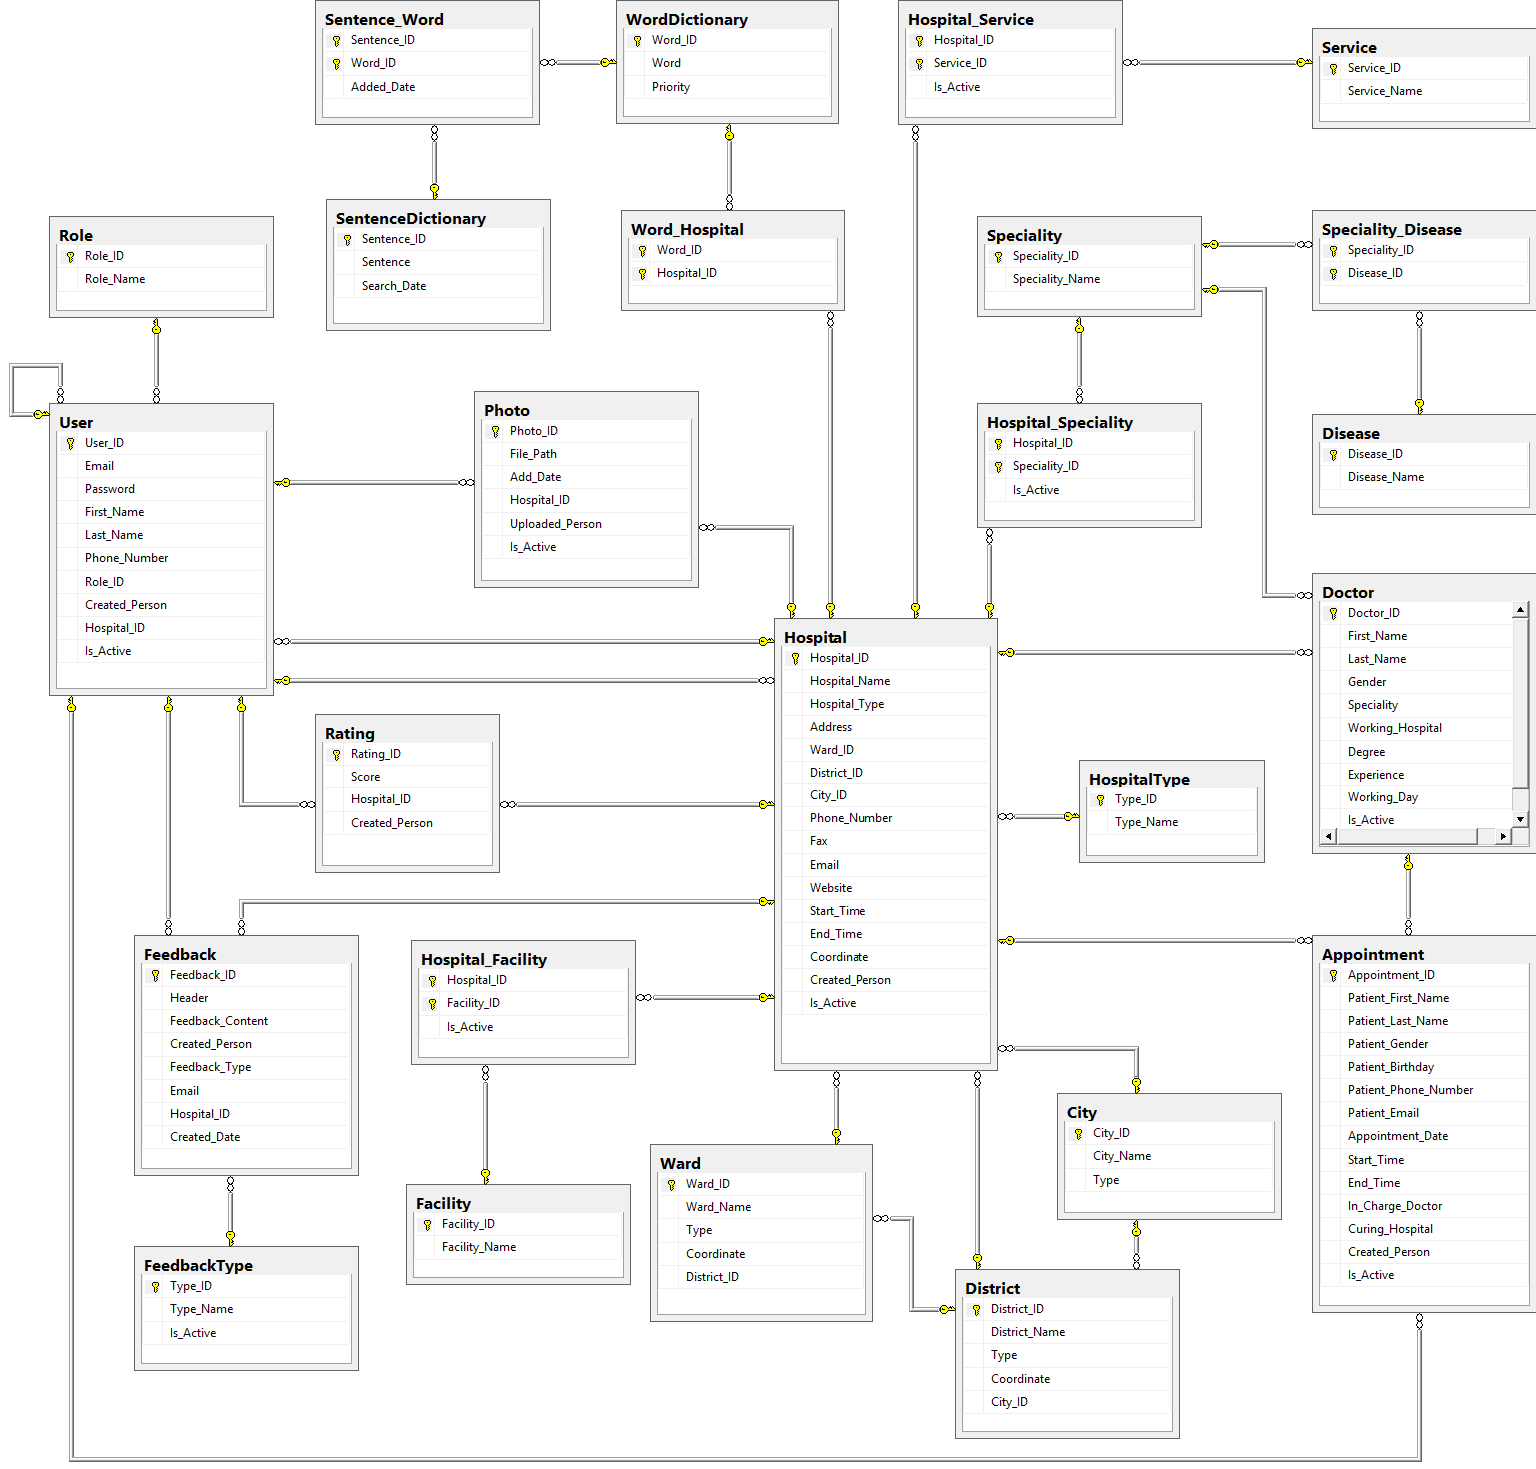 Sentence_Word
Sentence_ID
Word_ID
Added_Date
WordDictionary
Word_ID
Word
Priority
Hospital_Service
Hospital_ID
Service_ID
Is_Active
Service
Service_ID
Service_Name
Role
Role_ID
Role_Name
SentenceDictionary
Sentence_ID
Sentence
Search_Date
Word_Hospital
Word_ID
Hospital_ID
Speciality
Speciality_ID
Speciality_Name
Speciality_Disease
Speciality_ID
Disease_ID
User
User_ID
Email
Password
First_Name
Last_Name
Phone_Number
Role_ID
Created_Person
Hospital_ID
Is_Active
Photo
Photo_ID
File_Path
Add_Date
Hospital_ID
Uploaded_Person
Is_Active
Hospital_Speciality
Hospital_ID
Speciality_ID
Is_Active
Disease
Disease_ID
Disease_Name
Hospital
Hospital_ID
Hospital_Name
Hospital_Type
Address
Ward_ID
District_ID
City_ID
Phone_Number
Fax
Email
Website
Start_Time
End_Time
Coordinate
Created_Person
Is_Active
Doctor
Doctor_ID
First_Name
Last_Name
Gender
Speciality
Working_Hospital
Degree
Experience
Working_Day
Is_Active
Rating
Rating_ID
Score
Hospital_ID
Created_Person
HospitalType
Type_ID
Type_Name
Feedback
Feedback_ID
Header
Feedback_Content
Created_Person
Feedback_Type
Email
Hospital_ID
Created_Date
Hospital_Facility
Hospital_ID
Facility_ID
Is_Active
Appointment
Appointment_ID
Patient_First_Name
Patient_Last_Name
Patient_Gender
Patient_Birthday
Patient_Phone_Number
Patient_Email
Appointment_Date
Start_Time
End_Time
In_Charge_Doctor
Curing_Hospital
Created_Person
Is_Active
City
City_ID
City_Name
Type
Ward
Ward_ID
Ward_Name
Type
Coordinate
District_ID
Facility
Facility_ID
Facility_Name
FeedbackType
Type_ID
Type_Name
Is_Active
District
District_ID
District_Name
Type
Coordinate
City_ID